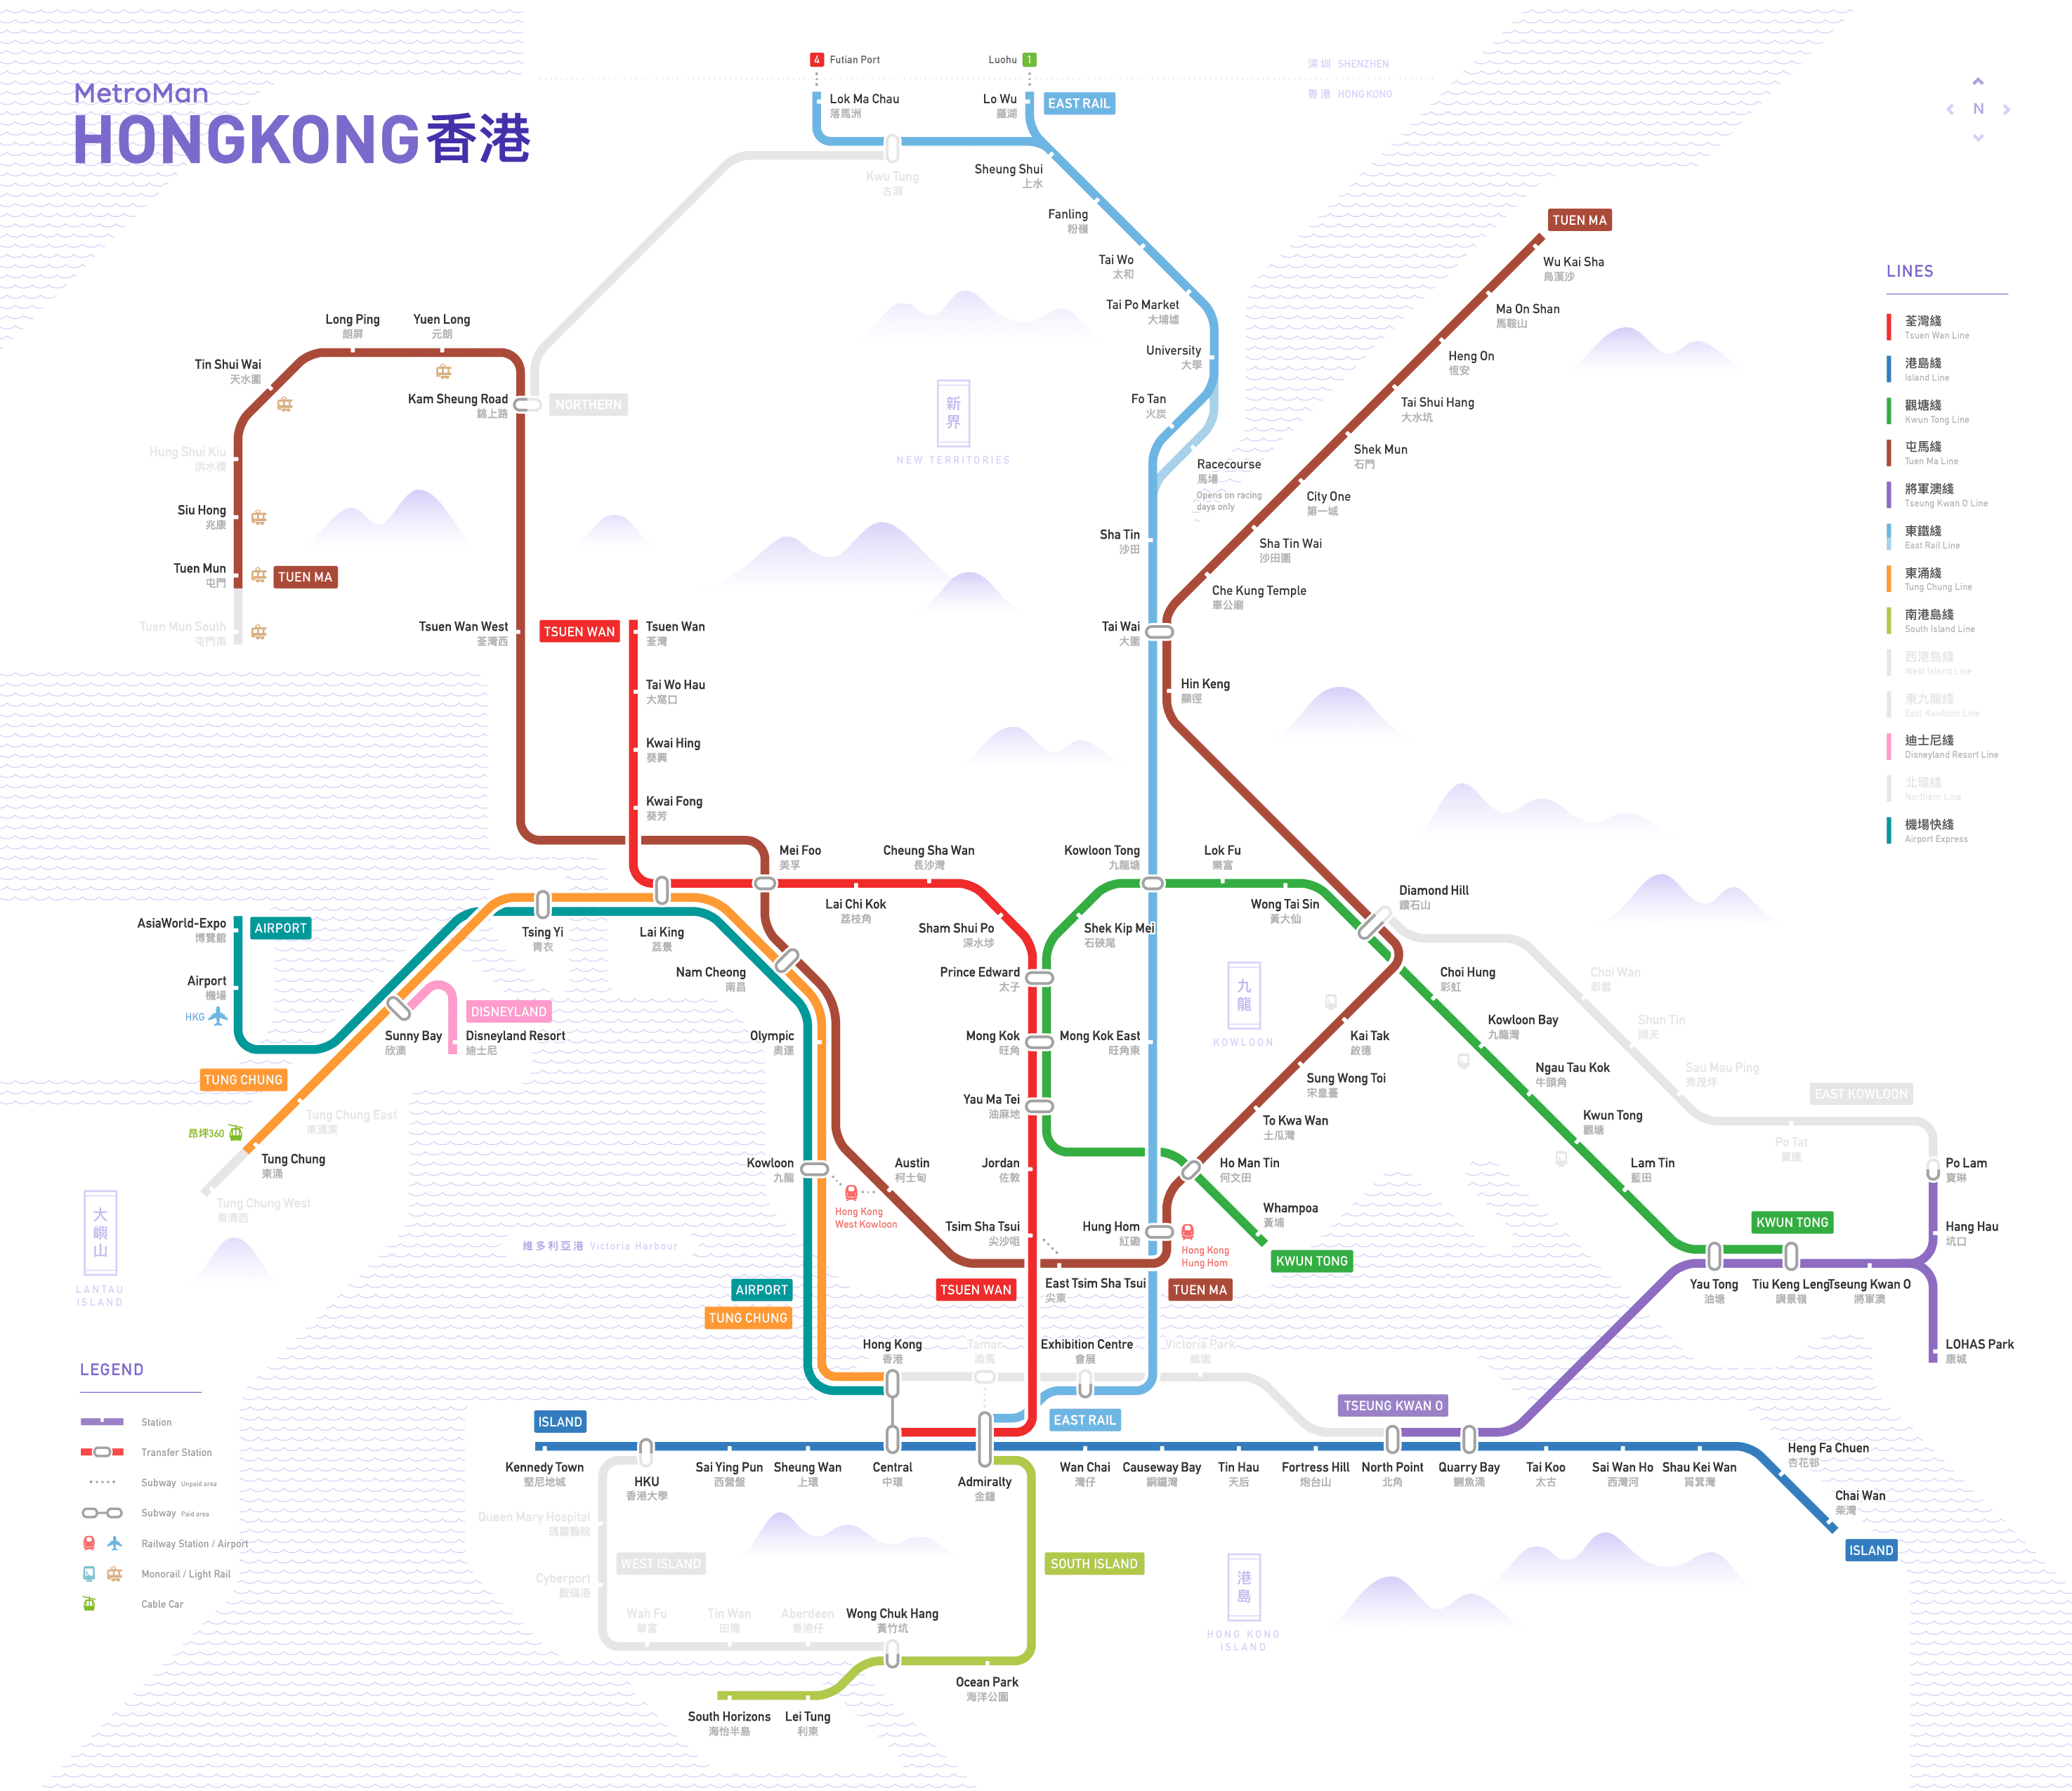 MetroMan
HONGKONG香港
4 Futian Port
Luohu 1
深圳 SHENZHEN
香港 HONG KONG
N
Lok Ma Chau
落馬洲
Lo Wu
羅湖
EAST RAIL
Kwu Tung
古洞
Sheung Shui
上水
Fanling
粉嶺
Tai Wo
太和
Tai Po Market
大埔墟
University
大學
Fo Tan
火炭
Racecourse
馬場
Opens on racing
days only
Sha Tin
沙田
Tai Wai
大圍
TUEN MA
Wu Kai Sha
烏溪沙
Ma On Shan
馬鞍山
Heng On
恆安
Tai Shui Hang
大水坑
Shek Mun
石門
City One
第一城
Sha Tin Wai
沙田圍
Che Kung Temple
車公廟
Hin Keng
顯徑
LINES
荃灣綫
Tsuen Wan Line
港島綫
Island Line
觀塘綫
Kwun Tong Line
屯馬綫
Tuen Ma Line
將軍澳綫
Tseung Kwan O Line
東鐵綫
East Rail Line
東涌綫
Tung Chung Line
南港島綫
South Island Line
西港島綫
West Island Line
東九龍綫
East Kowloon Line
迪士尼綫
Disneyland Resort Line
北環綫
Northern Line
機場快綫
Airport Express
Long Ping
朗屏
Yuen Long
元朗
Tin Shui Wai
天水圍
Kam Sheung Road
錦上路
NORTHERN
Hung Shui Kiu
洪水橋
Siu Hong
兆康
Tuen Mun
屯門
TUEN MA
Tuen Mun South
屯門南
新界
NEW TERRITORIES
Tsuen Wan West
荃灣西
TSUEN WAN
Tsuen Wan
荃灣
Tai Wo Hau
大窩口
Kwai Hing
葵興
Kwai Fong
葵芳
Mei Foo
美孚
Cheung Sha Wan
長沙灣
Lai Chi Kok
荔枝角
Sham Shui Po
深水埗
Kowloon Tong
九龍塘
Lok Fu
樂富
Wong Tai Sin
黃大仙
Diamond Hill
鑽石山
Shek Kip Mei
石硤尾
AsiaWorld-Expo
博覽館
AIRPORT
Airport
機場
HKG
Tsing Yi
青衣
Lai King
荔景
Nam Cheong
南昌
Prince Edward
太子
Mong Kok
旺角
Mong Kok East
旺角東
Yau Ma Tei
油麻地
九龍
KOWLOON
Choi Hung
彩虹
Choi Wan
彩雲
Kowloon Bay
九龍灣
Shun Tin
順天
Ngau Tau Kok
牛頭角
Sau Mau Ping
秀茂坪
EAST KOWLOON
Kwun Tong
觀塘
Po Tat
寶達
Lam Tin
藍田
Po Lam
寶琳
Hang Hau
坑口
KWUN TONG
Kai Tak
啟德
Sung Wong Toi
宋皇臺
To Kwa Wan
土瓜灣
Ho Man Tin
何文田
Whampoa
黃埔
KWUN TONG
Sunny Bay
欣澳
DISNEYLAND
Disneyland Resort
迪士尼
Olympic
奧運
TUNG CHUNG
Tung Chung East
東涌東
昂坪360
Tung Chung
東涌
Tung Chung West
東涌西
大嶼山
LANTAU
ISLAND
Kowloon
九龍
Austin
柯士甸
Hong Kong
West Kowloon
Jordan
佐敦
Tsim Sha Tsui
尖沙咀
Hung Hom
紅磡
Hong Kong
Hung Hom
East Tsim Sha Tsui
尖東
TSUEN WAN
TUEN MA
維多利亞港 Victoria Harbour
AIRPORT
TUNG CHUNG
Yau Tong
油塘
Tiu Keng Leng
調景嶺
Tseung Kwan O
將軍澳
LOHAS Park
康城
Hong Kong
香港
Tamar
添馬
Exhibition Centre
會展
Victoria Park
維園
EAST RAIL
TSEUNG KWAN O
LEGEND
Station
Transfer Station
Subway Unpaid area
Subway Paid area
Railway Station / Airport
Monorail / Light Rail
Cable Car
ISLAND
Kennedy Town
堅尼地城
HKU
香港大學
Sai Ying Pun
西營盤
Sheung Wan
上環
Central
中環
Admiralty
金鐘
Wan Chai
灣仔
Causeway Bay
銅鑼灣
Tin Hau
天后
Fortress Hill
炮台山
North Point
北角
Quarry Bay
鰂魚涌
Tai Koo
太古
Sai Wan Ho
西灣河
Shau Kei Wan
筲箕灣
Heng Fa Chuen
杏花邨
Chai Wan
柴灣
ISLAND
Queen Mary Hospital
瑪麗醫院
Cyberport
數碼港
WEST ISLAND
Wah Fu
華富
Tin Wan
田灣
Aberdeen
香港仔
Wong Chuk Hang
黃竹坑
SOUTH ISLAND
Ocean Park
海洋公園
South Horizons
海怡半島
Lei Tung
利東
港島
HONG KONG
ISLAND